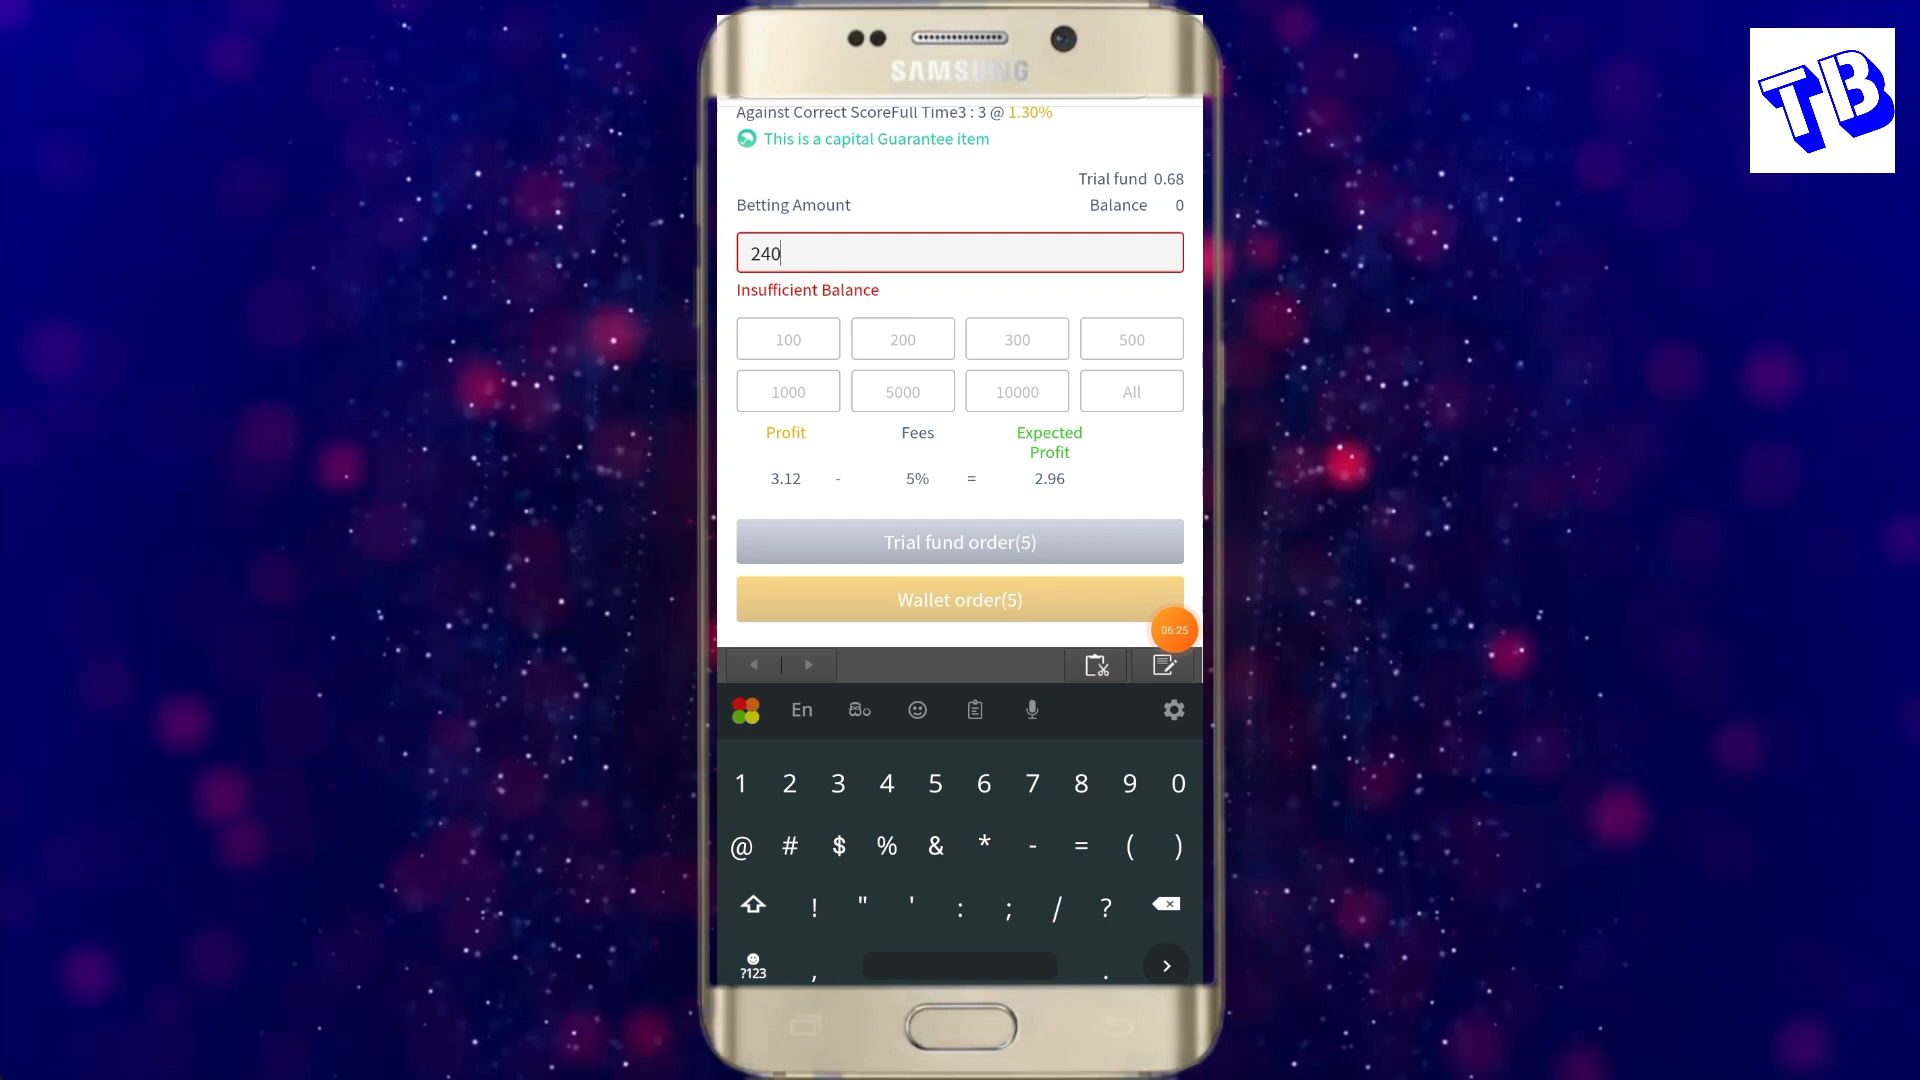 SAMSUNG
TB
Against Correct ScoreFull Time3 : 3 @ 1.30%
This is a capital Guarantee item
Trial fund 0.68
Betting Amount Balance 0
240
Insufficient Balance
100 200 300 500
1000 5000 10000 All
Profit Fees Expected
Profit
3.12 - 5% = 2.96
Trial fund order(5)
Wallet order(5)
06:25
En සිං
1 2 3 4 5 6 7 8 9 0
@ # $ % & * - = ( )
! " ' : ; / ?
?123 , .